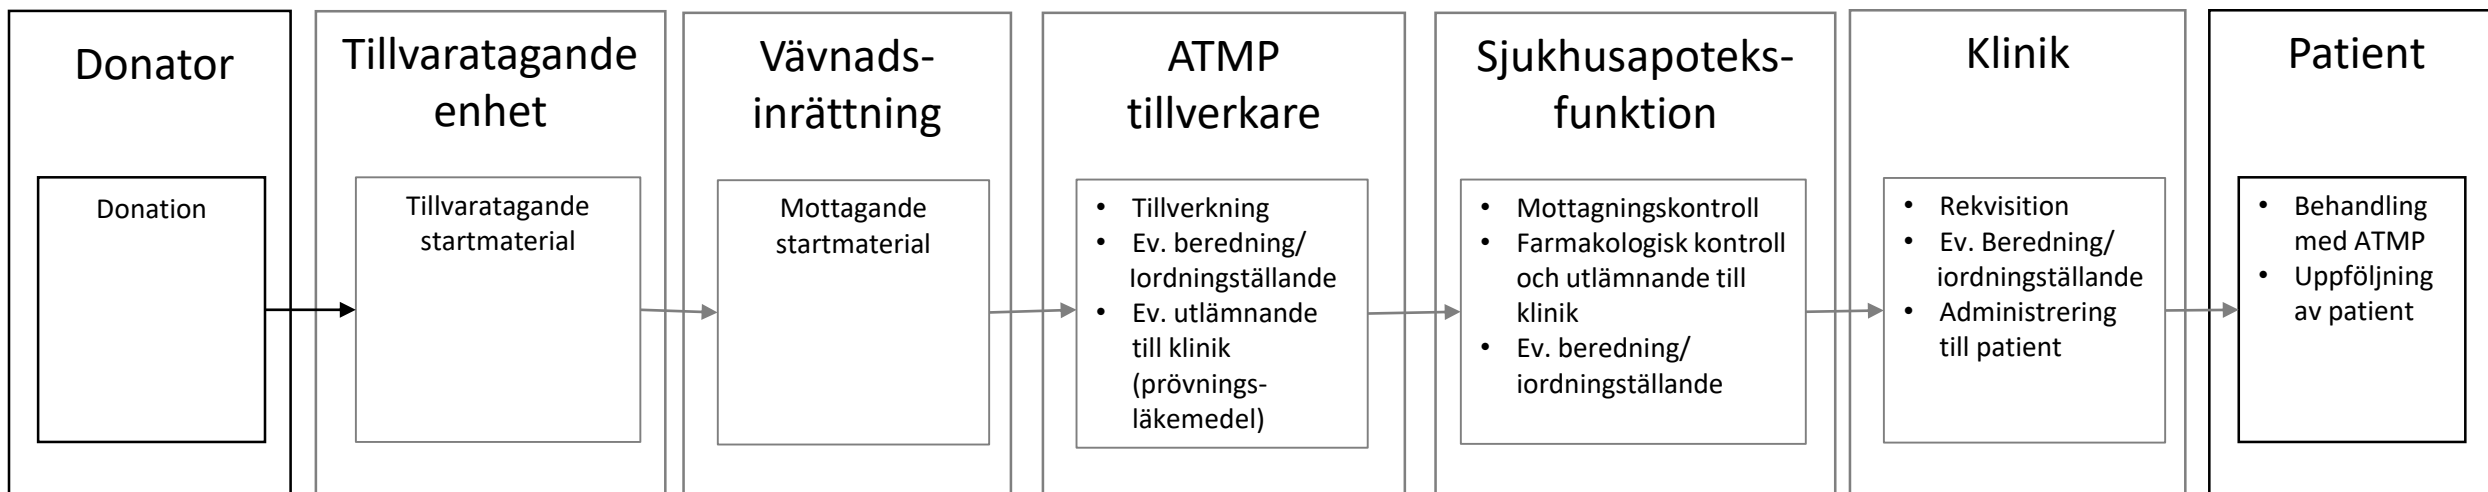 Donator
Donation
Tillvaratagande
enhet
Tillvaratagande
startmaterial
Vävnads-
inrättning
Mottagande
startmaterial
ATMP
tillverkare
• Tillverkning
• Ev. beredning/
Iordningställande
• Ev. utlämnande
till klinik
(prövnings-
läkemedel)
Sjukhusapoteks-
funktion
• Mottagningskontroll
• Farmakologisk kontroll
och utlämnande till
klinik
• Ev. beredning/
iordningställande
Klinik
• Rekvisition
• Ev. Beredning/
iordningställande
• Administrering
till patient
Patient
• Behandling
med ATMP
• Uppföljning
av patient